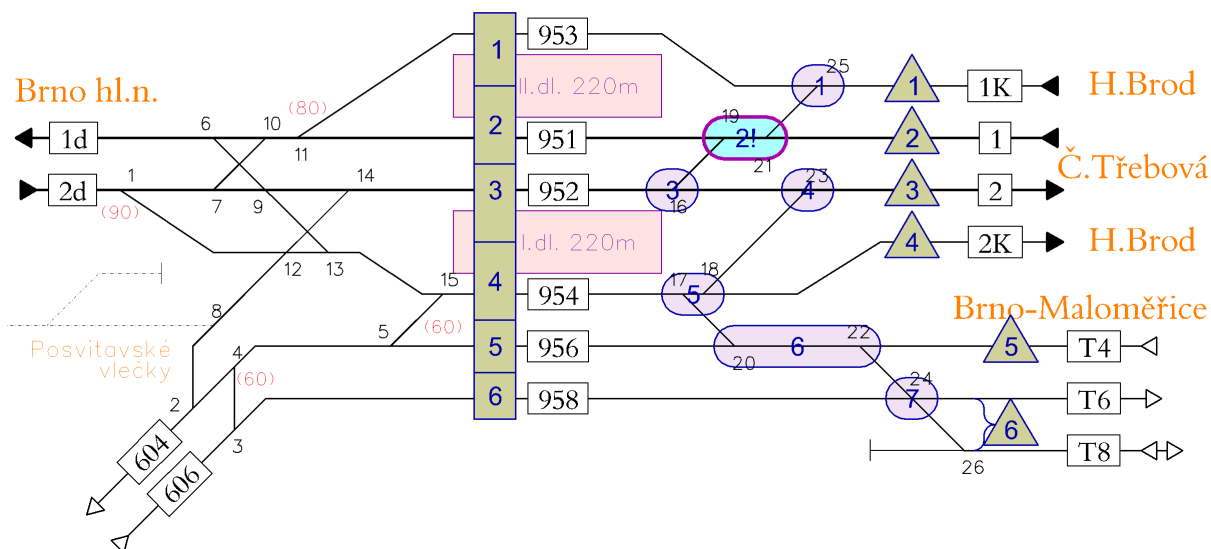 1 953 25
Brno hl.n. ll.dl. 220m 1 1 1K H.Brod
(80)
1d 6 10 11 2 951 19 2! 21 2 1 Č.Třebová
2d 1 14 3 952 3 4 23 3 2
(90) 7 9 16
l.dl. 220m 4 2K H.Brod
12 13 15 4 954 17 18 5
8 Brno-Maloměřice
Posvitavské 5 (60) 5 956 6 22 5 T4
vlečky 4 20
(60) 24
2 6 958 7 T6
3 6
604 T8
606 26